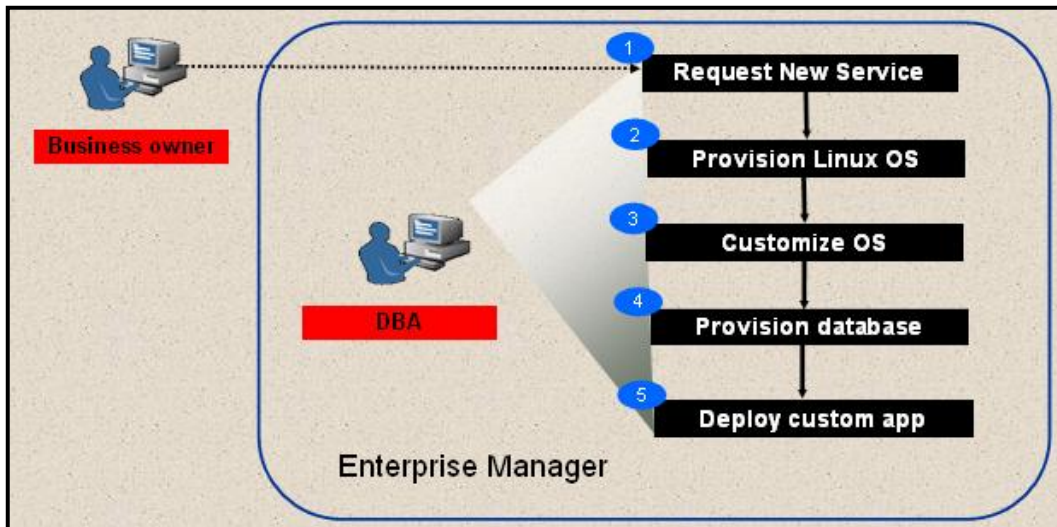 1
Request New Service
Business owner
2
Provision Linux OS
3
Customize OS
4
Provision database
DBA
5
Deploy custom app
Enterprise Manager